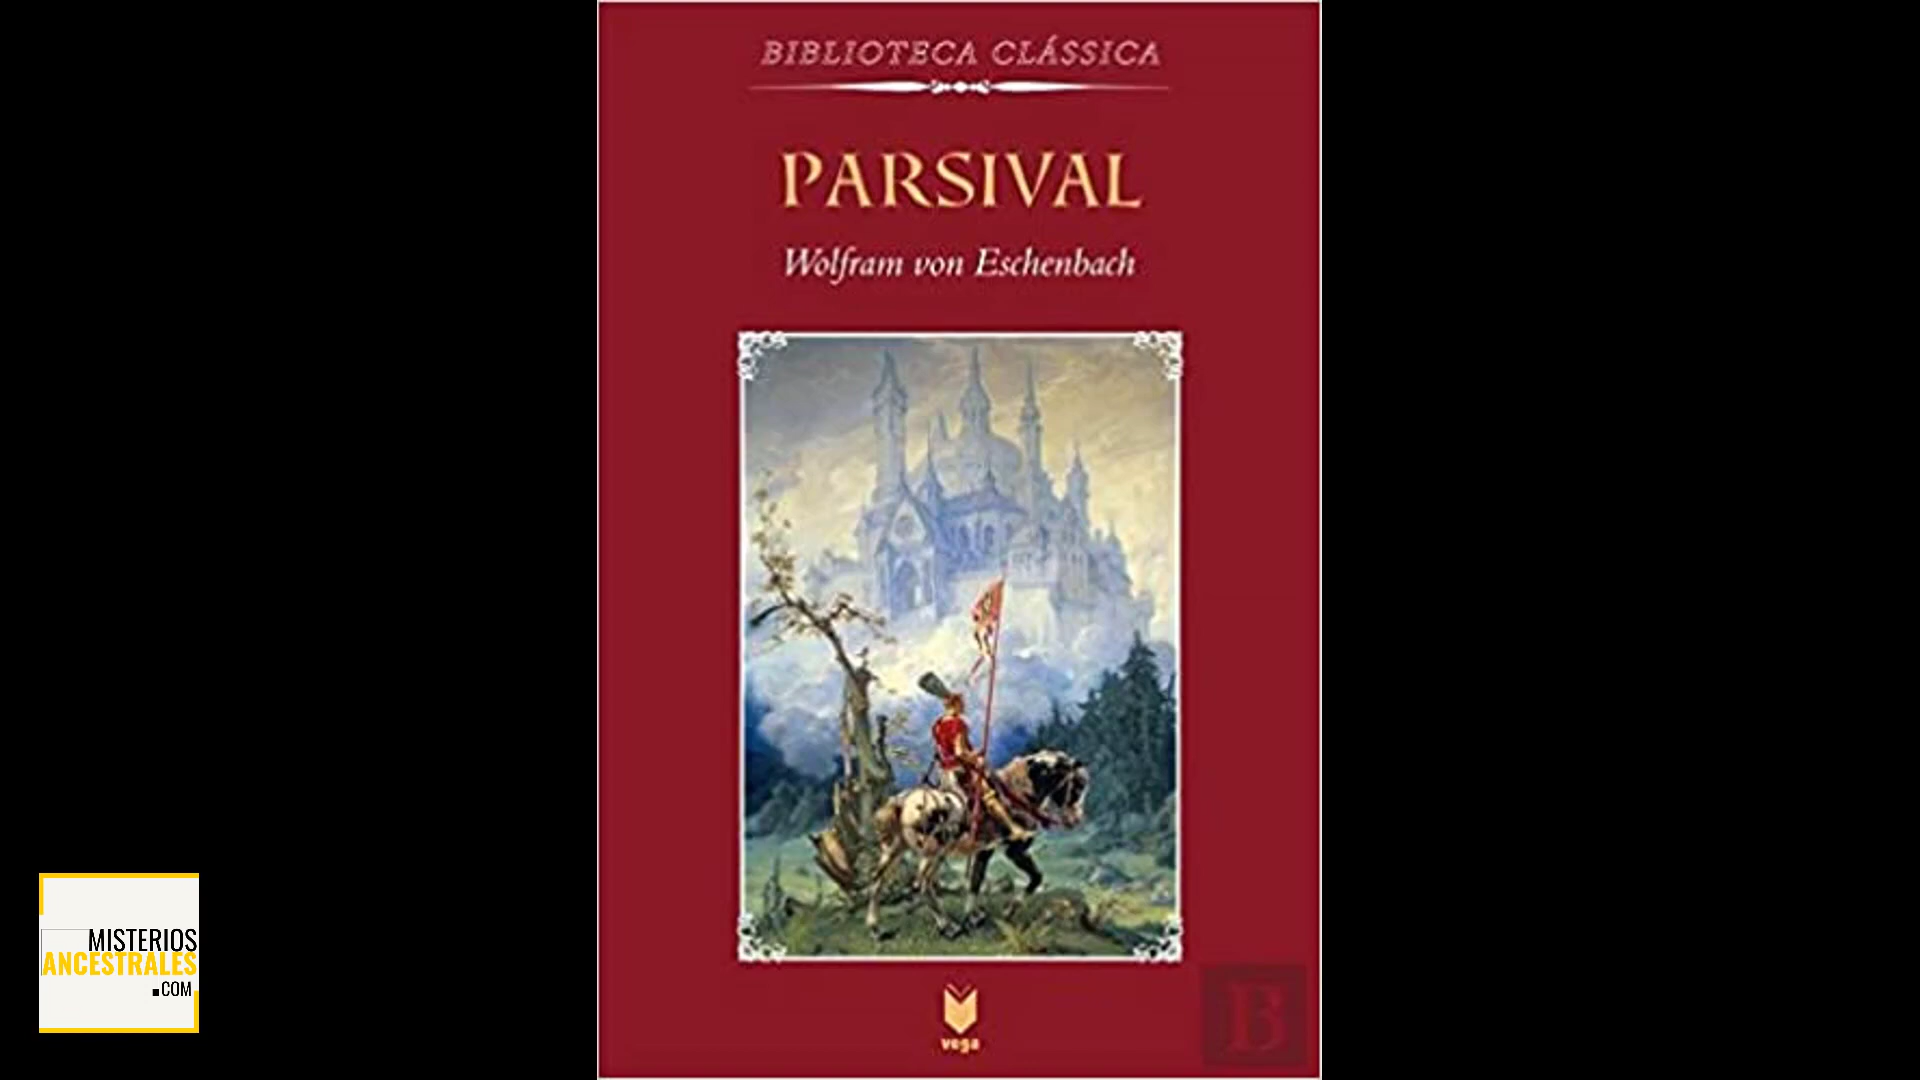 BIBLIOTECA CLÁSSICA
PARSIVAL
Wolfram von Eschenbach
vega
B
MISTERIOS
ANCESTRALES
.COM